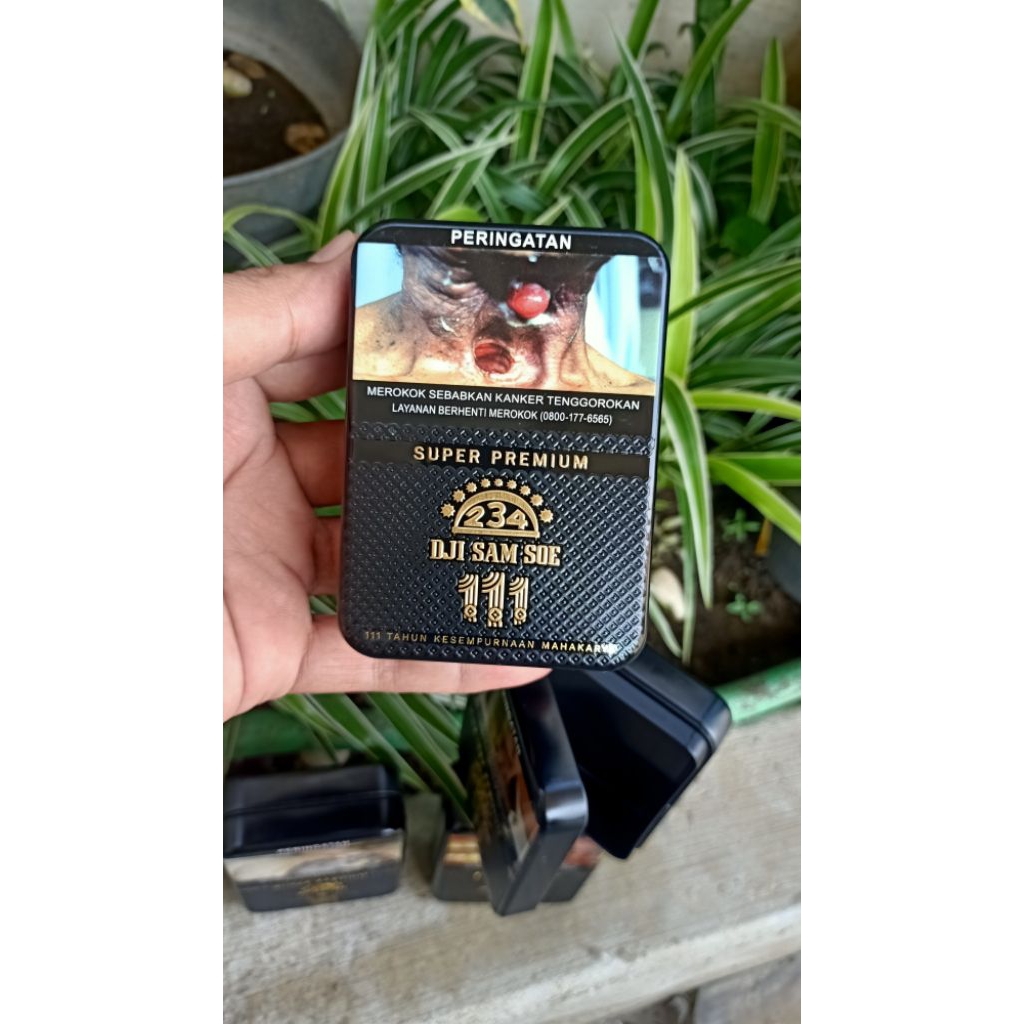 PERINGATAN
MEROKOK SEBABKAN KANKER TENGGOROKAN
LAYANAN BERHENTI MEROKOK (0800-177-6565)
SUPER PREMIUM
234
DJI SAM SOE
111
111 TAHUN KESEMPURNAAN MAHAKARYA
PERINGATAN